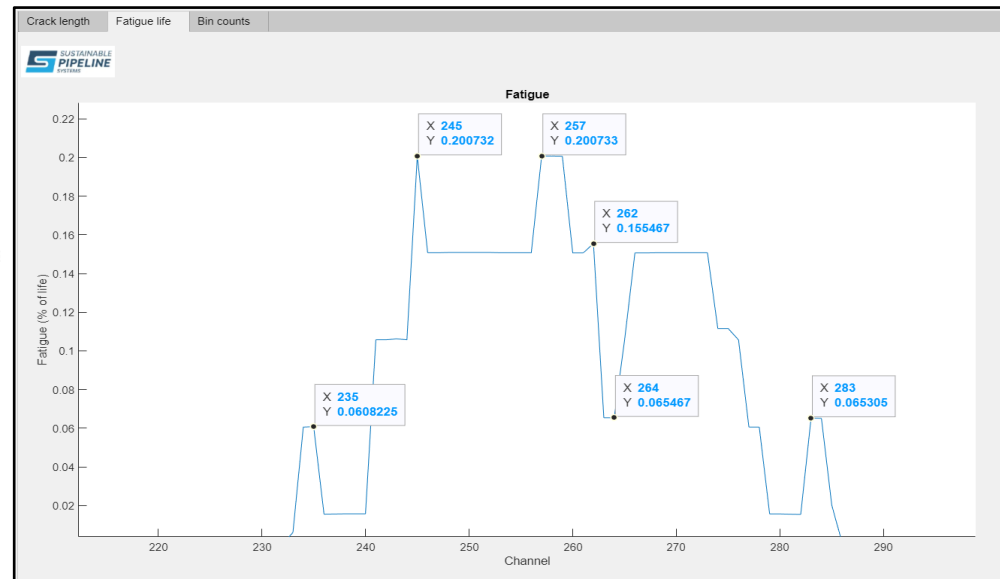 Crack length
Fatigue life
Bin counts
SUSTAINABLE
PIPELINE
SYSTEMS
Fatigue
Fatigue (% of life)
0.22
0.2
0.18
0.16
0.14
0.12
0.1
0.08
0.06
0.04
0.02
X 245
Y 0.200732
X 257
Y 0.200733
X 262
Y 0.155467
X 235
Y 0.0608225
X 264
Y 0.065467
X 283
Y 0.065305
220
230
240
250
260
270
280
290
Channel